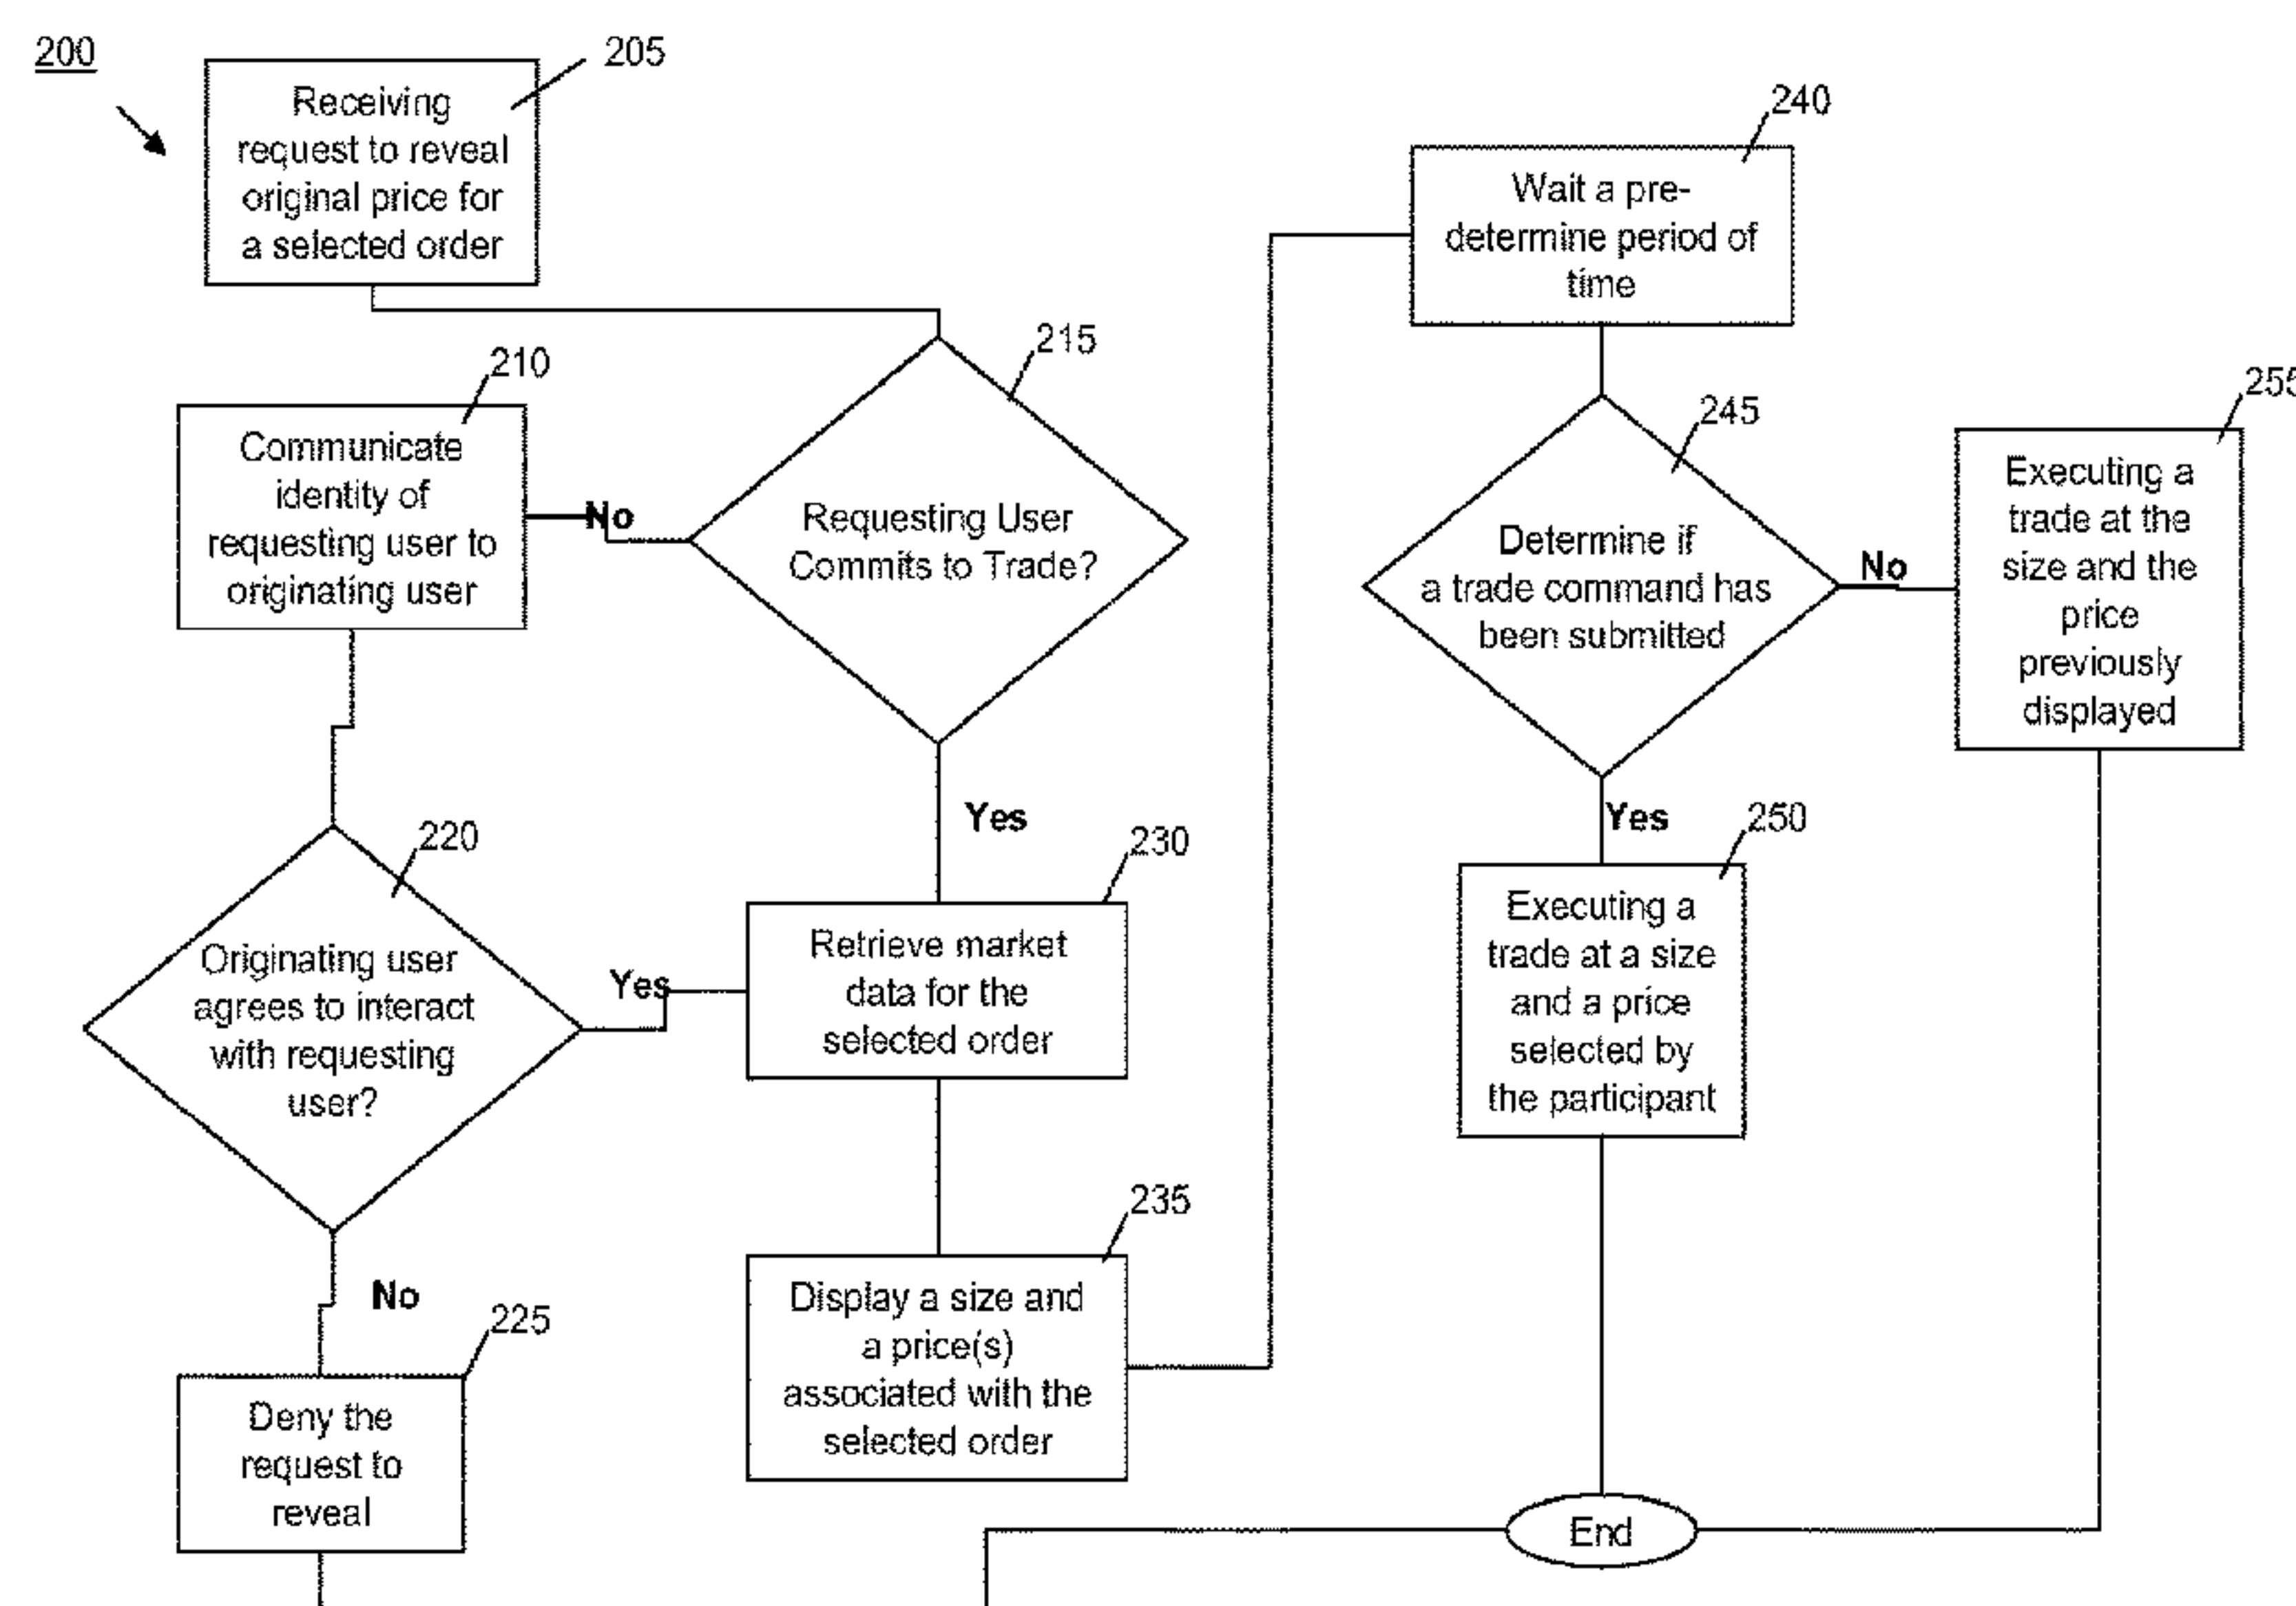 200
205
Receiving
request to reveal
original price for
a selected order
210
Communicate
identity of
requesting user to
originating user
No
215
Requesting User
Commits to Trade?
Yes
220
Originating user
agrees to interact
with requesting
user?
Yes
No
225
Deny the
request to
reveal
230
Retrieve market
data for the
selected order
235
Display a size and
a price(s)
associated with the
selected order
240
Wait a pre-
determine period of
time
245
Determine if
a trade command has
been submitted
No
Yes
250
Executing a
trade at a size
and a price
selected by
the participant
255
Executing a
trade at the
size and the
price
previously
displayed
End